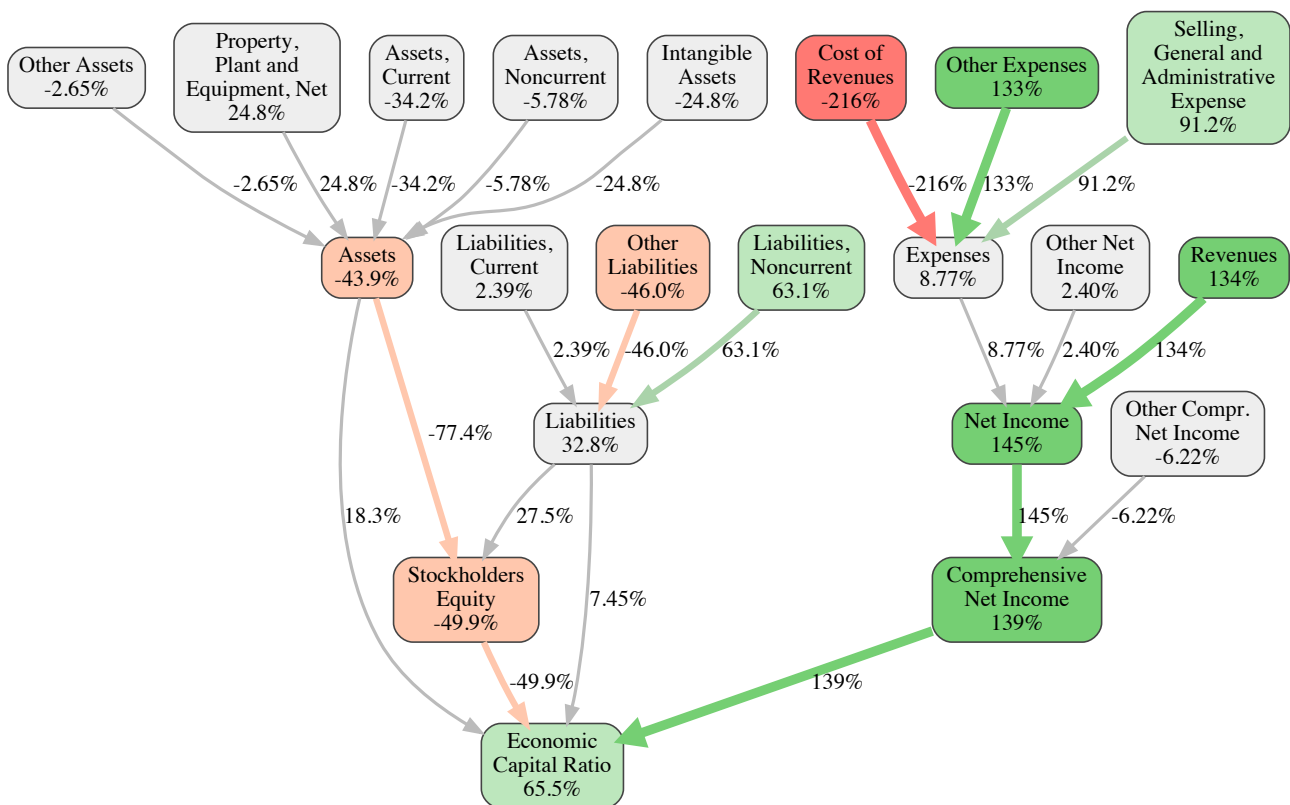 Other Assets
-2.65%
Property,
Plant and
Equipment, Net
24.8%
Assets,
Current
-34.2%
Assets,
Noncurrent
-5.78%
Intangible
Assets
-24.8%
Cost of
Revenues
-216%
Other Expenses
133%
Selling,
General and
Administrative
Expense
91.2%
-2.65%
24.8%
-34.2%
-5.78%
-24.8%
-216%
133%
91.2%
Assets
-43.9%
Liabilities,
Current
2.39%
Other
Liabilities
-46.0%
Liabilities,
Noncurrent
63.1%
Expenses
8.77%
Other Net
Income
2.40%
Revenues
134%
2.39%
-46.0%
63.1%
8.77%
2.40%
134%
-77.4%
Liabilities
32.8%
Net Income
145%
Other Compr.
Net Income
-6.22%
18.3%
27.5%
145%
-6.22%
Stockholders
Equity
-49.9%
7.45%
Comprehensive
Net Income
139%
-49.9%
139%
Economic
Capital Ratio
65.5%